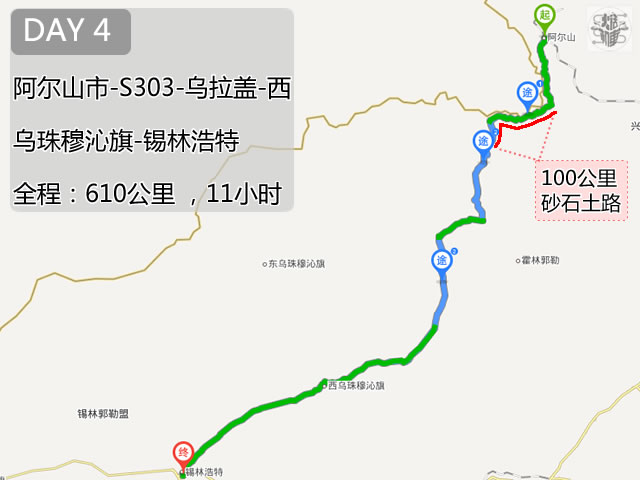 DAY 4
阿尔山市-S303-乌拉盖-西
乌珠穆沁旗-锡林浩特
全程：610公里 ，11小时
起
阿尔山
途
1
途
兴
100公里
砂石土路
途
2
东乌珠穆沁旗
霍林郭勒
西乌珠穆沁旗
锡林郭勒盟
终
锡林浩特